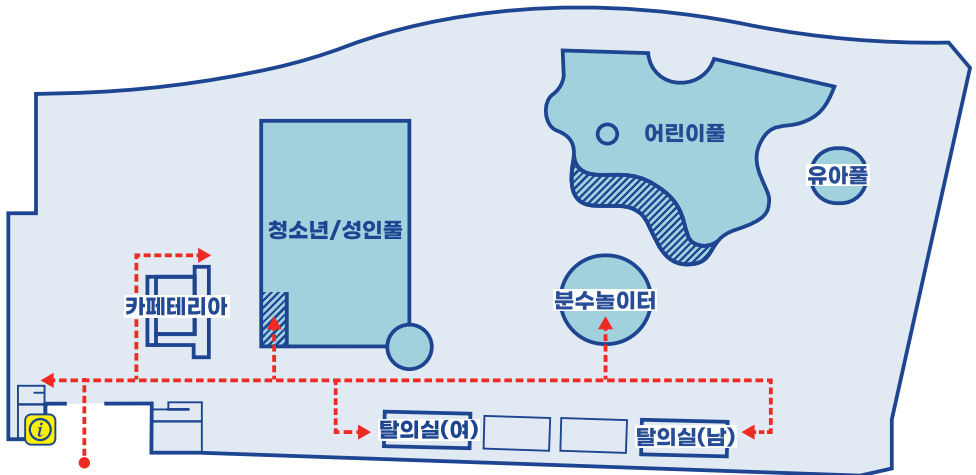 어린이풀
유아풀
청소년/성인풀
카페테리아
분수놀이터
i
탈의실(여)
탈의실(남)